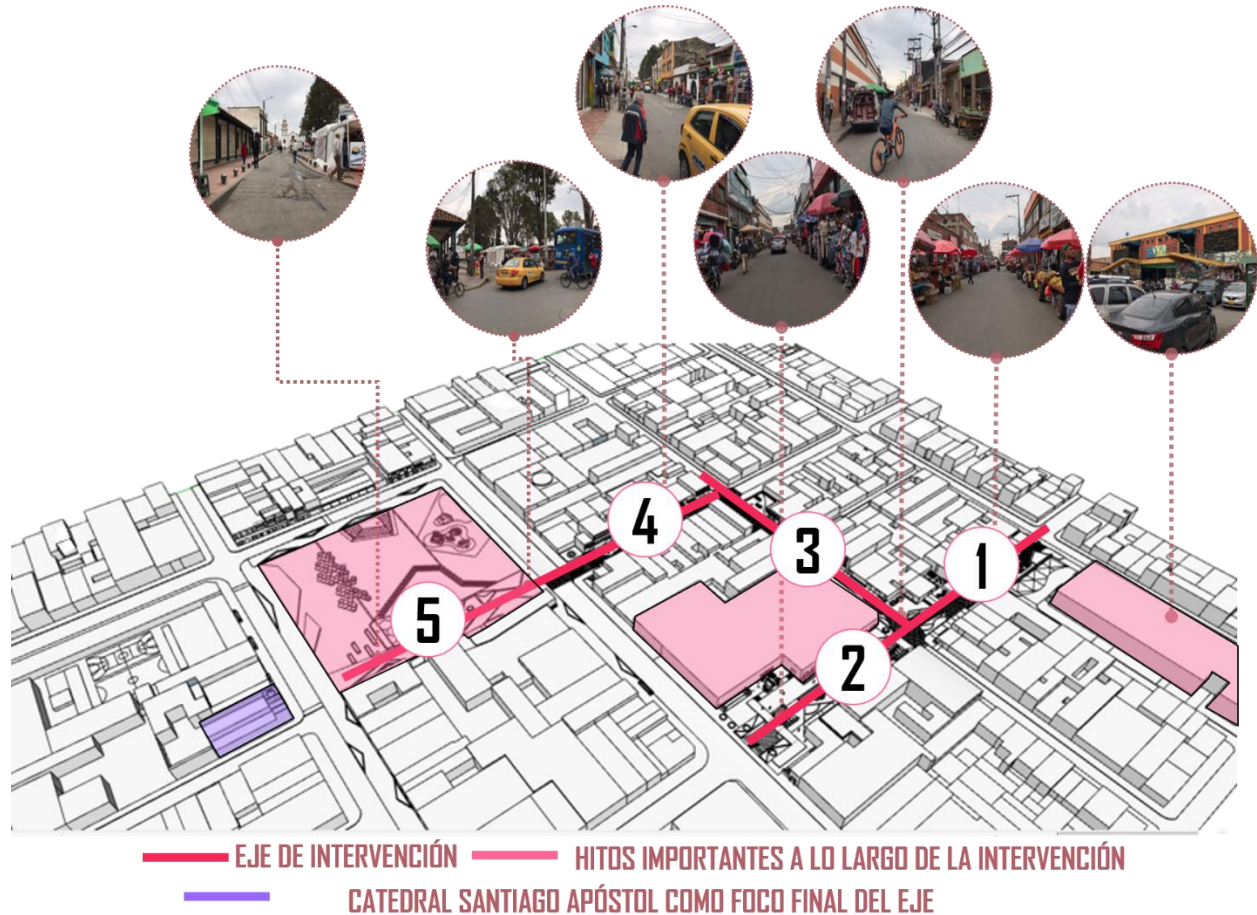 4
3
1
5
2
EJE DE INTERVENCIÓN
HITOS IMPORTANTES A LO LARGO DE LA INTERVENCIÓN
CATEDRAL SANTIAGO APÓSTOL COMO FOCO FINAL DEL EJE